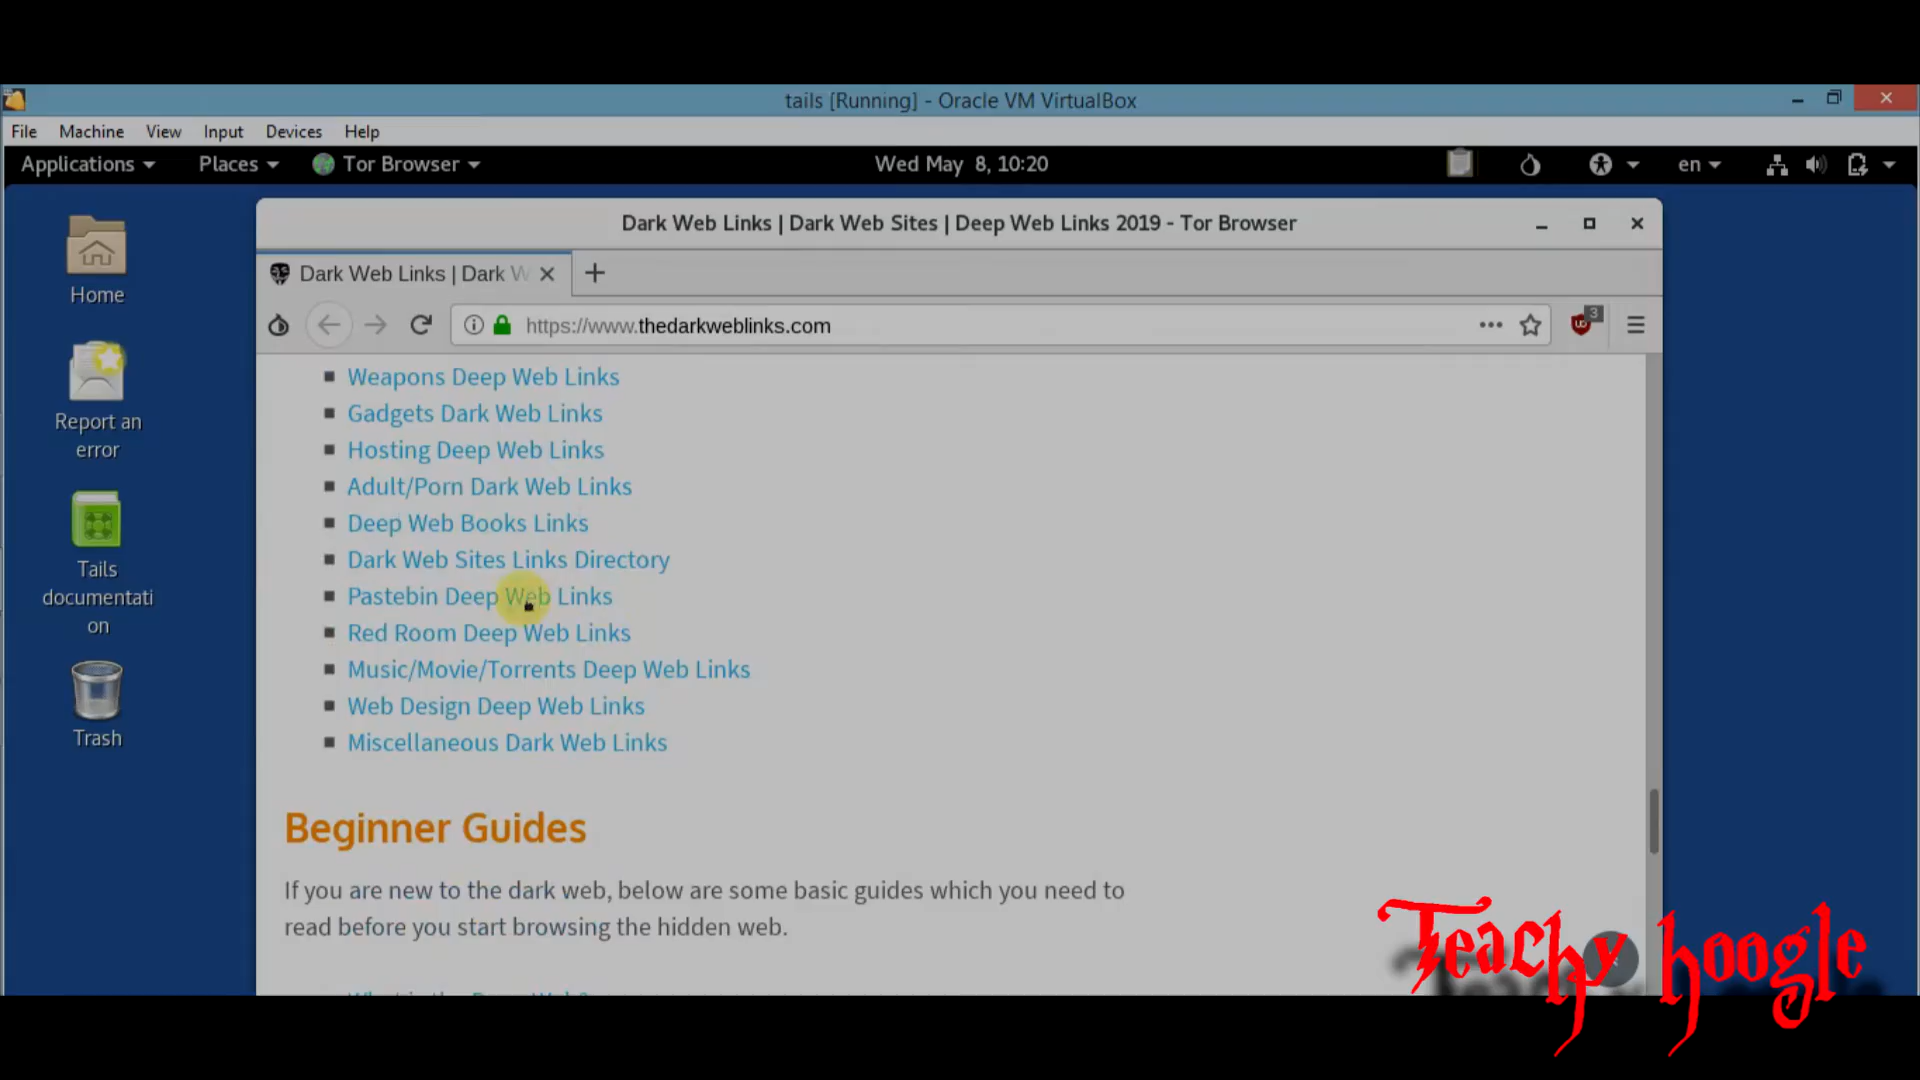 tails [Running] - Oracle VM VirtualBox
File Machine View Input Devices Help
Applications Places Tor Browser Wed May 8, 10:20 en
Home
Report an
error
Tails
documentati
on
Trash
Dark Web Links | Dark Web Sites | Deep Web Links 2019 - Tor Browser
Dark Web Links | Dark W
https://www.thedarkweblinks.com
3
Weapons Deep Web Links
Gadgets Dark Web Links
Hosting Deep Web Links
Adult/Porn Dark Web Links
Deep Web Books Links
Dark Web Sites Links Directory
Pastebin Deep Web Links
Red Room Deep Web Links
Music/Movie/Torrents Deep Web Links
Web Design Deep Web Links
Miscellaneous Dark Web Links
Beginner Guides
If you are new to the dark web, below are some basic guides which you need to
read before you start browsing the hidden web.
Teachy hoogle